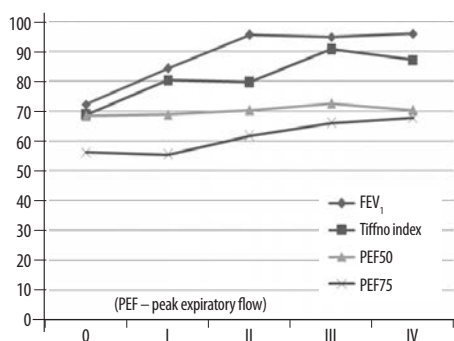 100
90
80
70
60
50
40
30
20
10
0
FEV₁
Tiffno index
PEF50
PEF75
(PEF – peak expiratory flow)
0 I II III IV